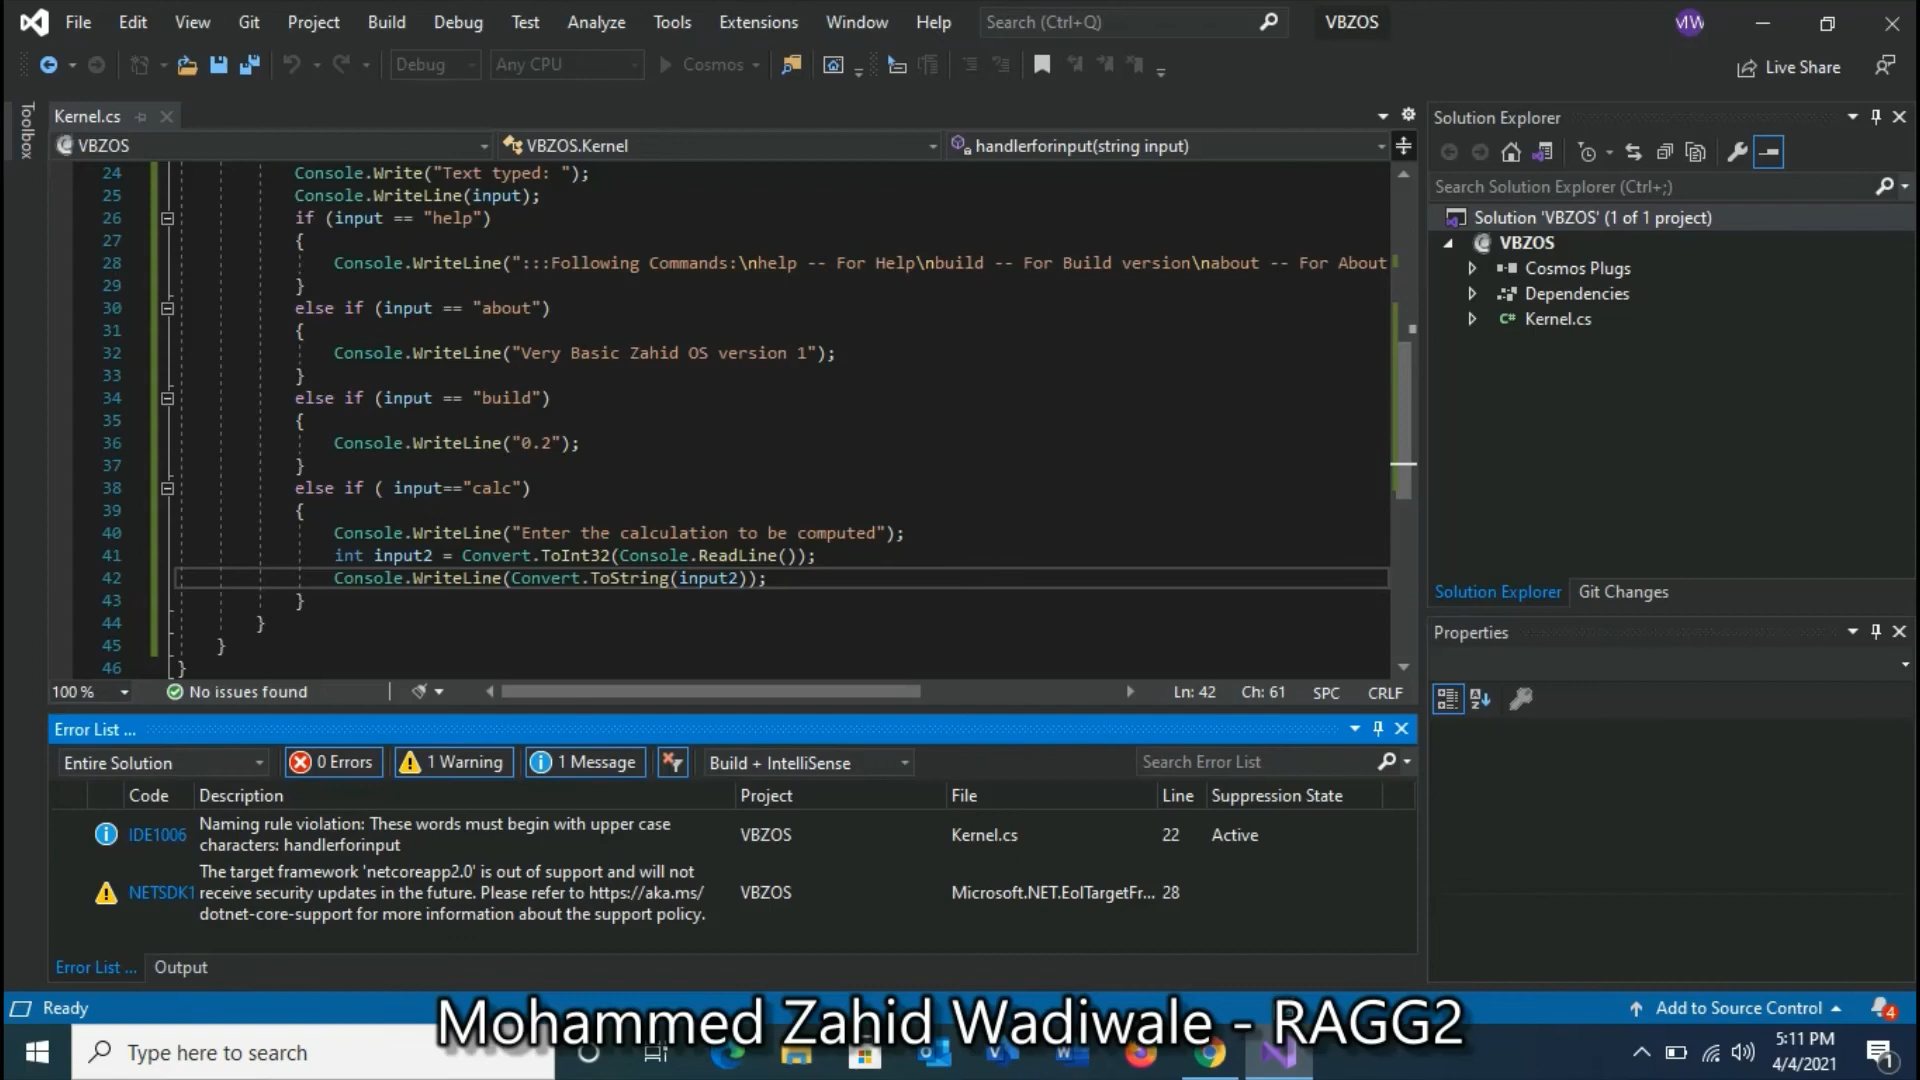 File Edit View Git Project Build Debug Test Analyze Tools Extensions Window Help Search (Ctrl+Q) VBZOS MW
Debug Any CPU Cosmos Live Share
Toolbox
Kernel.cs
VBZOS VBZOS.Kernel handlerforinput(string input)
24 Console.Write("Text typed: ");
25 Console.WriteLine(input);
26 if (input == "help")
27 {
28 Console.WriteLine(":::Following Commands:\nhelp -- For Help\nbuild -- For Build version\nabout -- For About
29 }
30 else if (input == "about")
31 {
32 Console.WriteLine("Very Basic Zahid OS version 1");
33 }
34 else if (input == "build")
35 {
36 Console.WriteLine("0.2");
37 }
38 else if ( input=="calc")
39 {
40 Console.WriteLine("Enter the calculation to be computed");
41 int input2 = Convert.ToInt32(Console.ReadLine());
42 Console.WriteLine(Convert.ToString(input2));
43 }
44 }
45 }
46 }
100 % No issues found Ln: 42 Ch: 61 SPC CRLF
Error List ...
Entire Solution 0 Errors 1 Warning 1 Message Build + IntelliSense Search Error List
Code Description Project File Line Suppression State
IDE1006 Naming rule violation: These words must begin with upper case characters: handlerforinput VBZOS Kernel.cs 22 Active
NETSDK1 The target framework 'netcoreapp2.0' is out of support and will not receive security updates in the future. Please refer to https://aka.ms/dotnet-core-support for more information about the support policy. VBZOS Microsoft.NET.EolTargetFr... 28
Error List ... Output
Solution Explorer
Search Solution Explorer (Ctrl+;)
Solution 'VBZOS' (1 of 1 project)
VBZOS
Cosmos Plugs
Dependencies
C# Kernel.cs
Solution Explorer Git Changes
Properties
Ready Add to Source Control 4
Mohammed Zahid Wadiwale - RAGG2
Type here to search
5:11 PM
4/4/2021
1